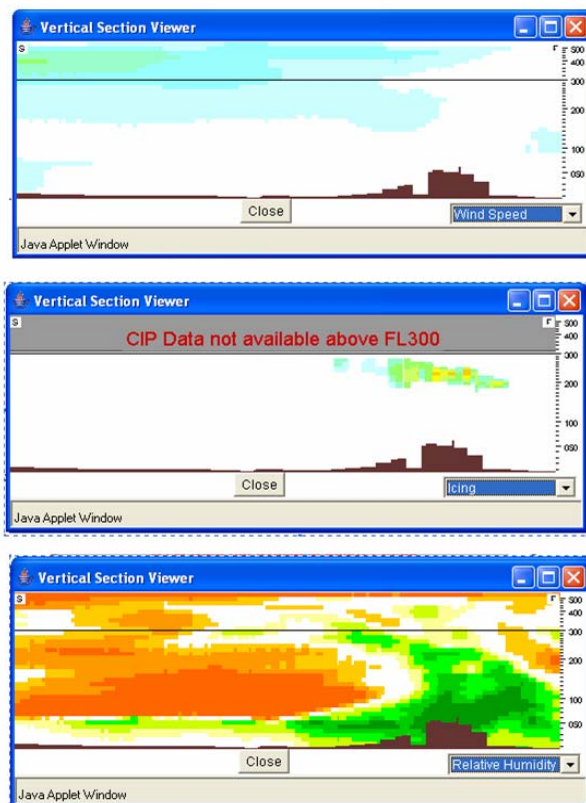 Vertical Section Viewer
S
F
500
400
300
200
100
050
Close
Wind Speed
Java Applet Window
Vertical Section Viewer
CIP Data not available above FL300
S
F
500
400
300
200
100
050
Close
Icing
Java Applet Window
Vertical Section Viewer
S
F
500
400
300
200
100
050
Close
Relative Humidity
Java Applet Window